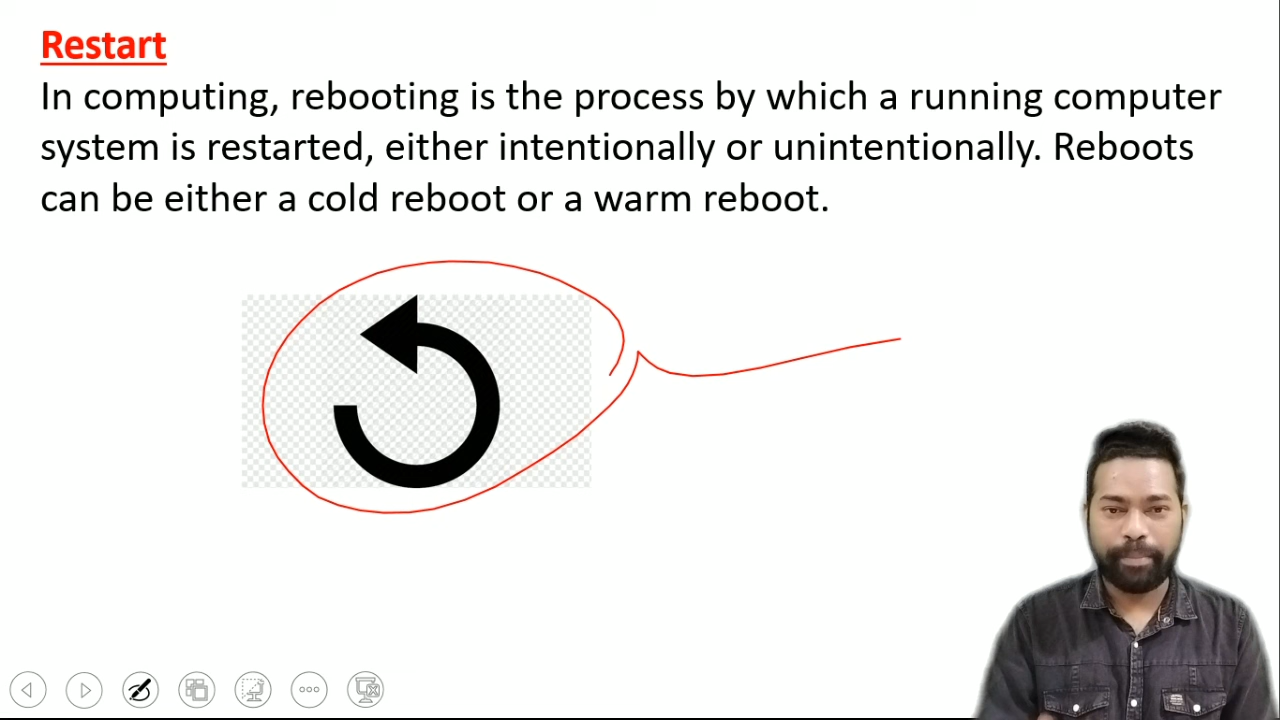 Restart
In computing, rebooting is the process by which a running computer
system is restarted, either intentionally or unintentionally. Reboots
can be either a cold reboot or a warm reboot.